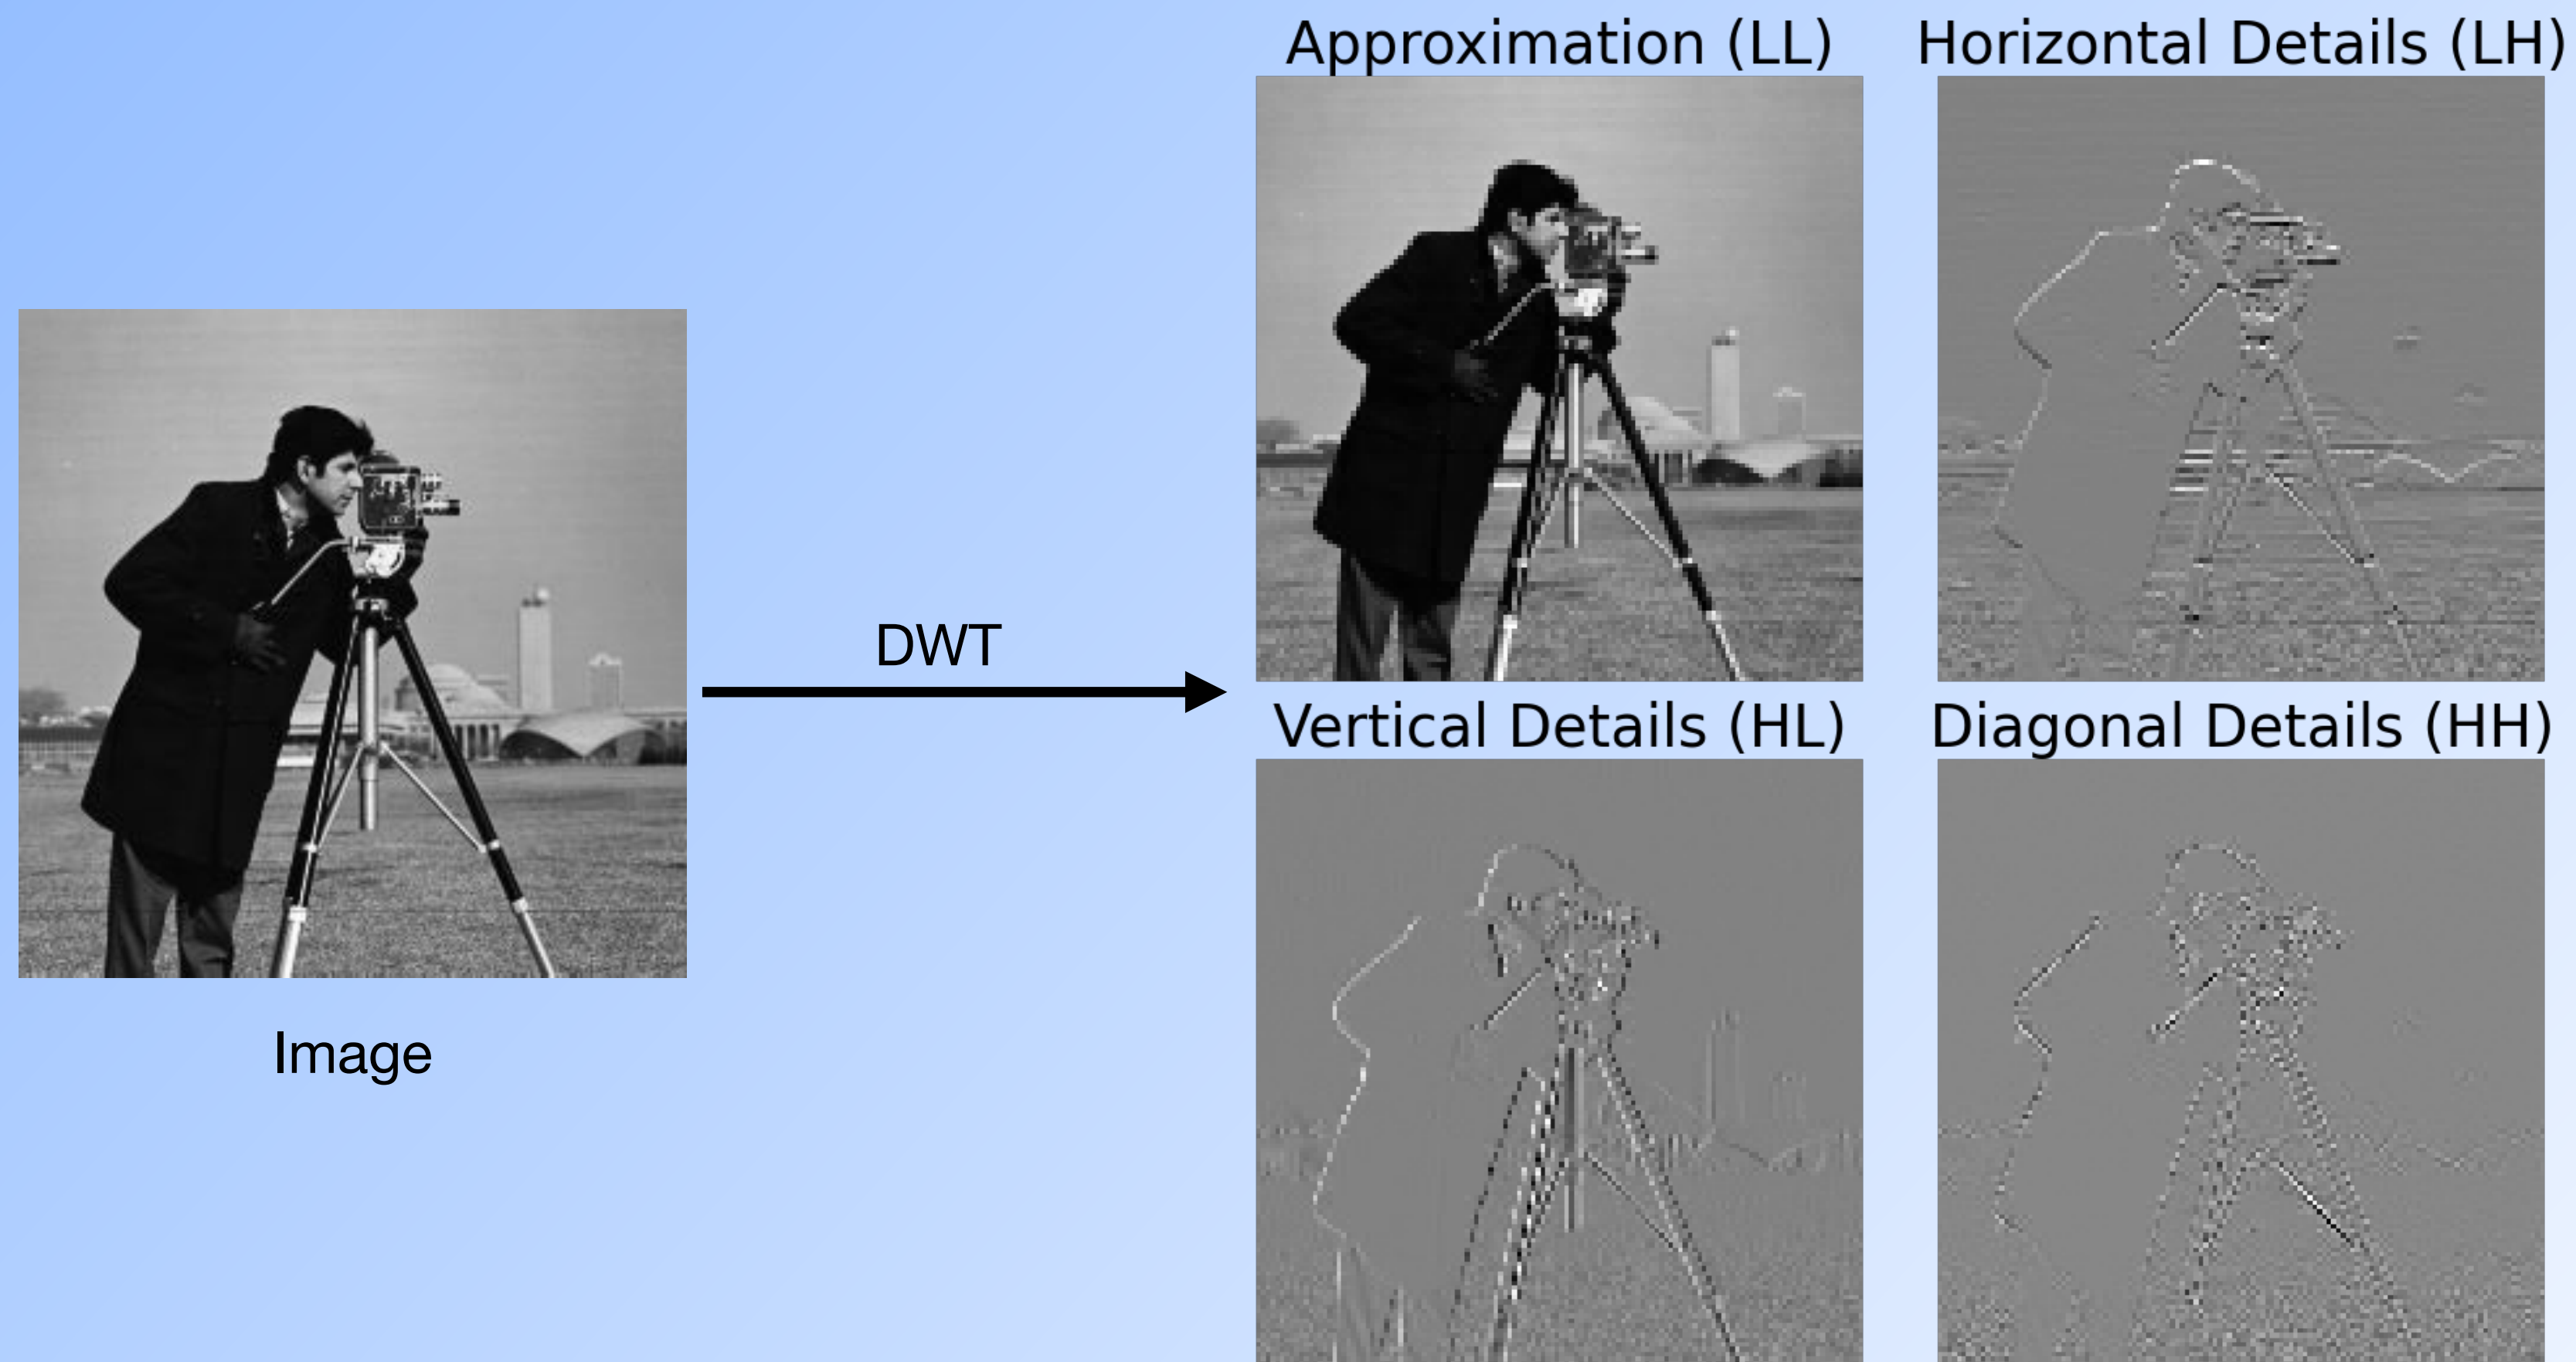 Approximation (LL)
Horizontal Details (LH)
DWT
Vertical Details (HL)
Diagonal Details (HH)
Image